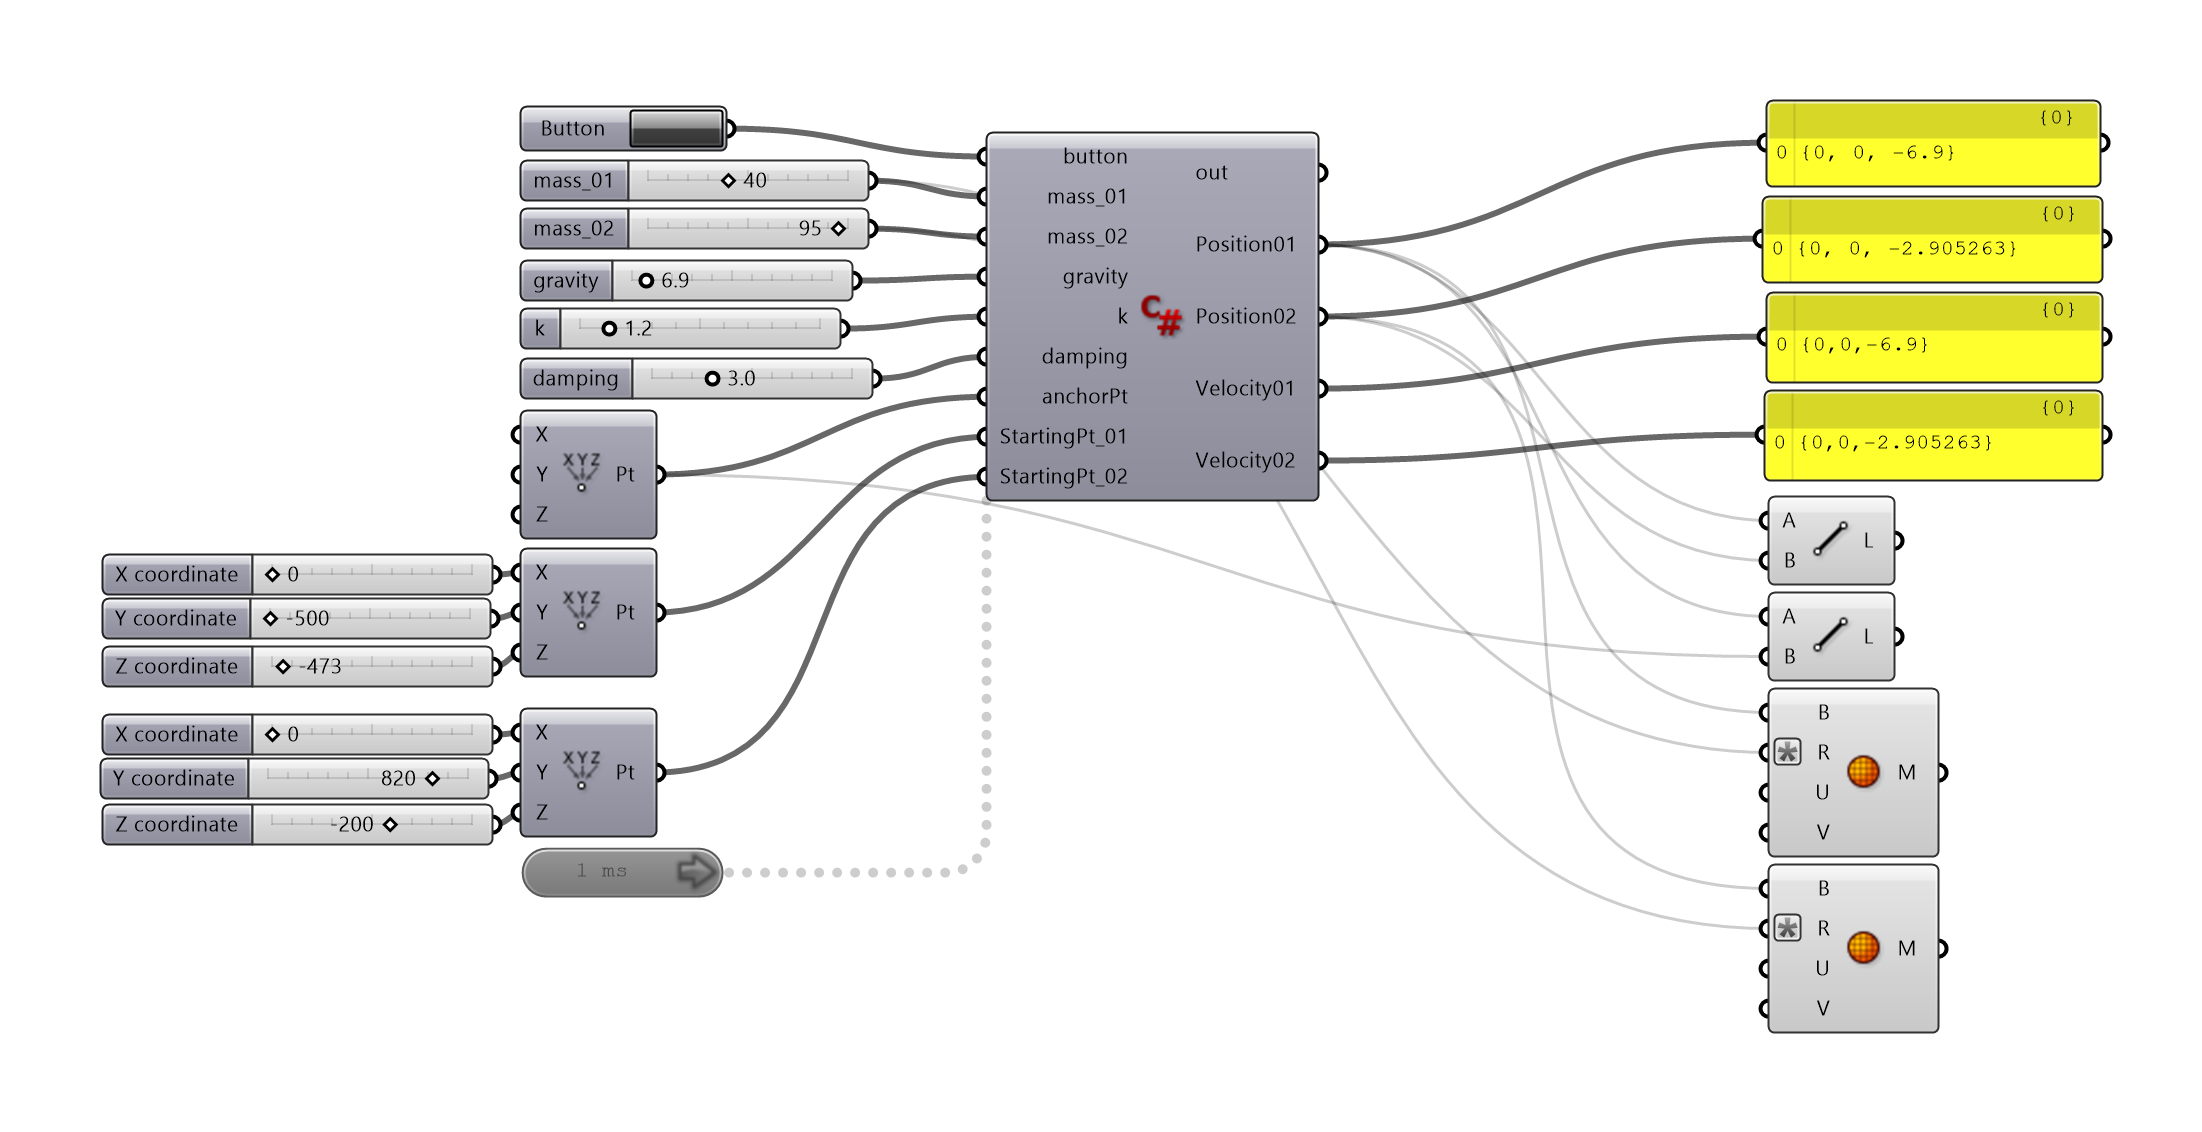 Button
mass_01 40
mass_02 95
gravity 6.9
k 1.2
damping 3.0
X
Y
Z
XYZ
Pt
X coordinate 0
Y coordinate -500
Z coordinate -473
X
Y
Z
XYZ
Pt
X coordinate 0
Y coordinate 820
Z coordinate -200
X
Y
Z
XYZ
Pt
1 ms
button
mass_01
mass_02
gravity
k
damping
anchorPt
StartingPt_01
StartingPt_02
C#
out
Position01
Position02
Velocity01
Velocity02
{0}
0 {0, 0, -6.9}
{0}
0 {0, 0, -2.905263}
{0}
0 {0,0,-6.9}
{0}
0 {0,0,-2.905263}
A
B
L
A
B
L
B
R
U
V
M
B
R
U
V
M